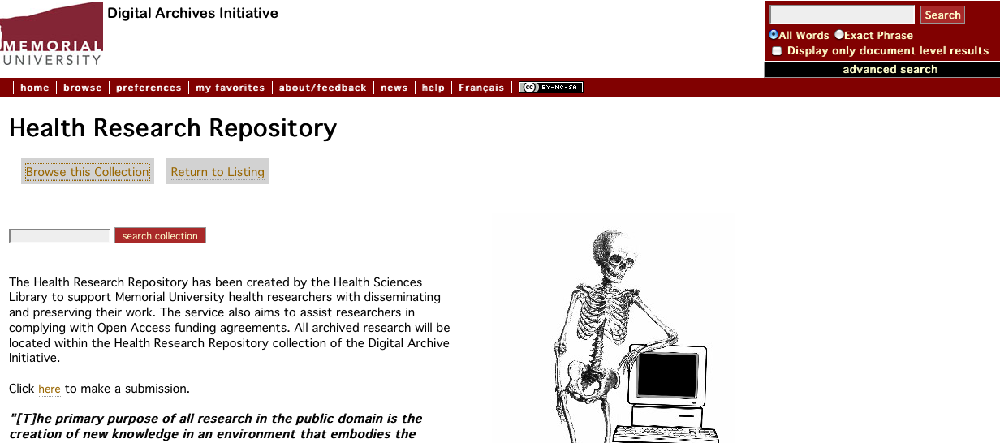 Digital Archives Initiative
MEMORIAL
UNIVERSITY
Search
All Words Exact Phrase
Display only document level results
advanced search
home browse preferences my favorites about/feedback news help Français cc BY-NC-SA
Health Research Repository
Browse this Collection Return to Listing
search collection
The Health Research Repository has been created by the Health Sciences
Library to support Memorial University health researchers with disseminating
and preserving their work. The service also aims to assist researchers in
complying with Open Access funding agreements. All archived research will be
located within the Health Research Repository collection of the Digital Archive
Initiative.
Click here to make a submission.
"[T]he primary purpose of all research in the public domain is the
creation of new knowledge in an environment that embodies the